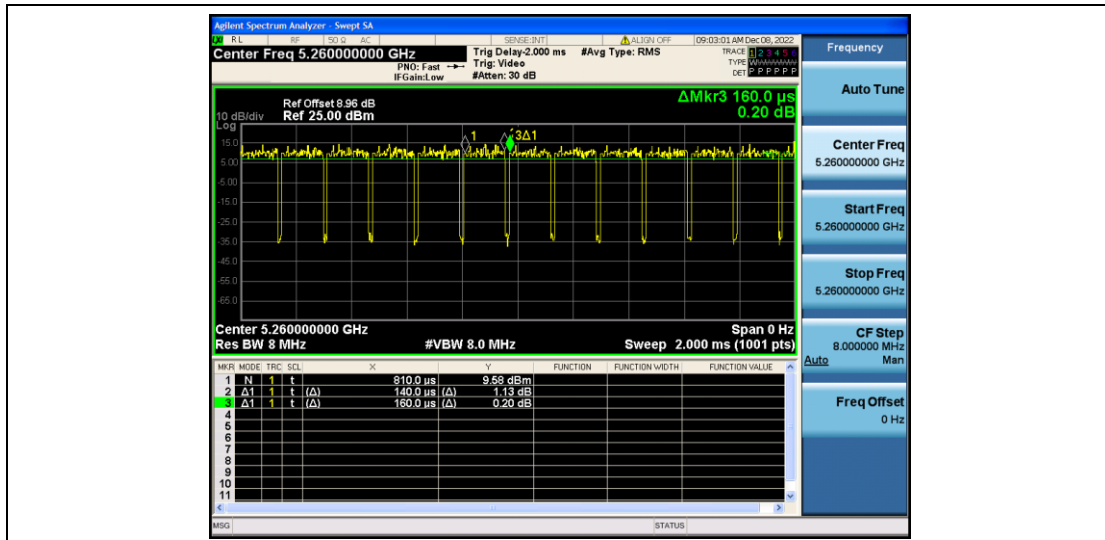 Agilent Spectrum Analyzer - Swept SA
RL RF 50 Ω AC SENSE:INT ALIGN OFF 09:03:01 AM Dec 08, 2022
Center Freq 5.260000000 GHz
PNO: Fast
IFGain:Low
Trig Delay-2.000 ms
Trig: Video
#Atten: 30 dB
#Avg Type: RMS
TRACE 1 2 3 4 5 6
TYPE
DET P P P P P P
Ref Offset 8.96 dB
10 dB/div Ref 25.00 dBm
Log
ΔMkr3 160.0 µs
0.20 dB
15.0
5.00
-5.00
-15.0
-25.0
-35.0
-45.0
-55.0
-65.0
1 3Δ1
Center 5.260000000 GHz Span 0 Hz
Res BW 8 MHz #VBW 8.0 MHz Sweep 2.000 ms (1001 pts)
MKR MODE TRC SCL X Y FUNCTION FUNCTION WIDTH FUNCTION VALUE
1 N 1 t 810.0 µs 9.58 dBm
2 Δ1 1 t (Δ) 140.0 µs (Δ) 1.13 dB
3 Δ1 1 t (Δ) 160.0 µs (Δ) 0.20 dB
4
5
6
7
8
9
10
11
MSG STATUS
Frequency
Auto Tune
Center Freq
5.260000000 GHz
Start Freq
5.260000000 GHz
Stop Freq
5.260000000 GHz
CF Step
8.000000 MHz
Auto Man
Freq Offset
0 Hz